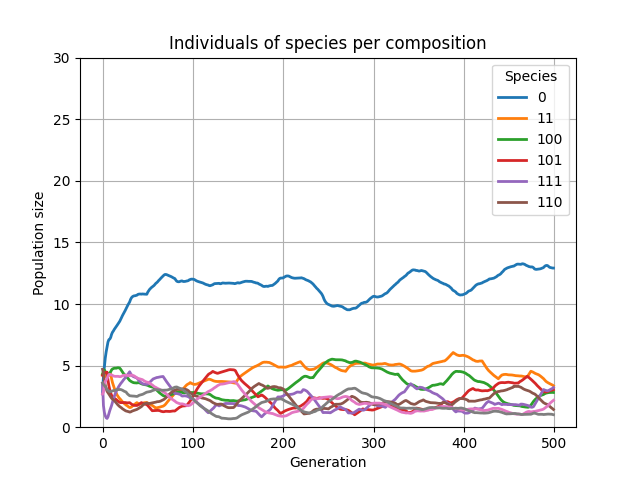 Individuals of species per composition
Population size
30
25
20
15
10
5
0
0 100 200 300 400 500
Generation
Species
0
11
100
101
111
110